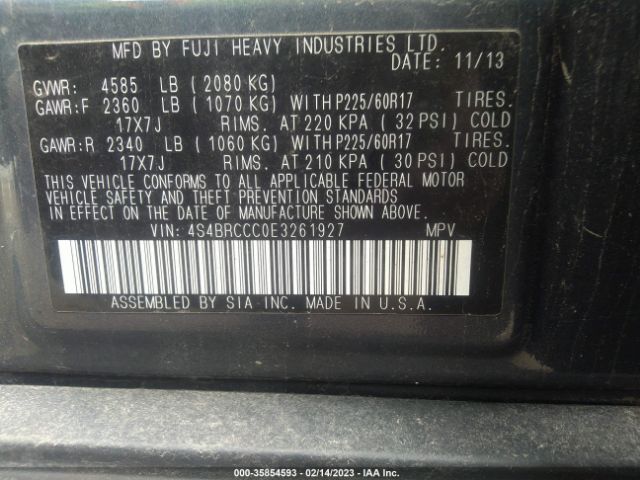 MFD BY FUJI HEAVY INDUSTRIES LTD.
DATE: 11/13
GVWR: 4585 LB (2080 KG)
GAWR:F 2360 LB (1070 KG) WITH P225/60R17 TIRES.
17X7J RIMS. AT 220 KPA (32 PSI) COLD
GAWR:R 2340 LB (1060 KG) WITH P225/60R17 TIRES.
17X7J RIMS. AT 210 KPA (30 PSI) COLD
THIS VEHICLE CONFORMS TO ALL APPLICABLE FEDERAL MOTOR
VEHICLE SAFETY AND THEFT PREVENTION STANDARDS
IN EFFECT ON THE DATE OF MANUFACTURE SHOWN ABOVE.
VIN: 4S4BRCCC0E3261927 MPV
ASSEMBLED BY SIA INC. MADE IN U.S.A.
000-35854593 - 02/14/2023 - IAA Inc.